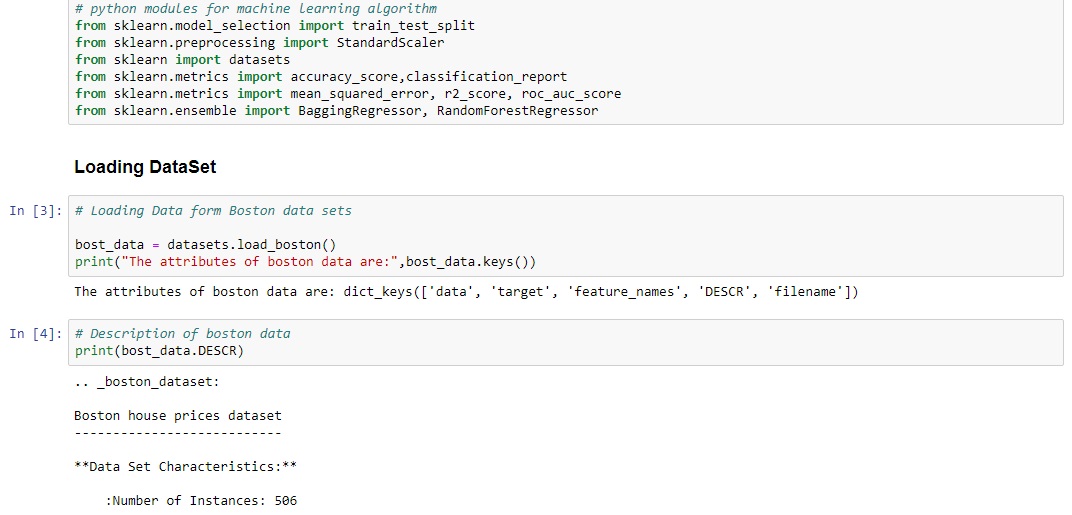 # python modules for machine learning algorithm
from sklearn.model_selection import train_test_split
from sklearn.preprocessing import StandardScaler
from sklearn import datasets
from sklearn.metrics import accuracy_score,classification_report
from sklearn.metrics import mean_squared_error, r2_score, roc_auc_score
from sklearn.ensemble import BaggingRegressor, RandomForestRegressor
Loading DataSet
In [3]: # Loading Data form Boston data sets
bost_data = datasets.load_boston()
print("The attributes of boston data are:",bost_data.keys())
The attributes of boston data are: dict_keys(['data', 'target', 'feature_names', 'DESCR', 'filename'])
In [4]: # Description of boston data
print(bost_data.DESCR)
.. _boston_dataset:
Boston house prices dataset
---------------------------
**Data Set Characteristics:**
:Number of Instances: 506